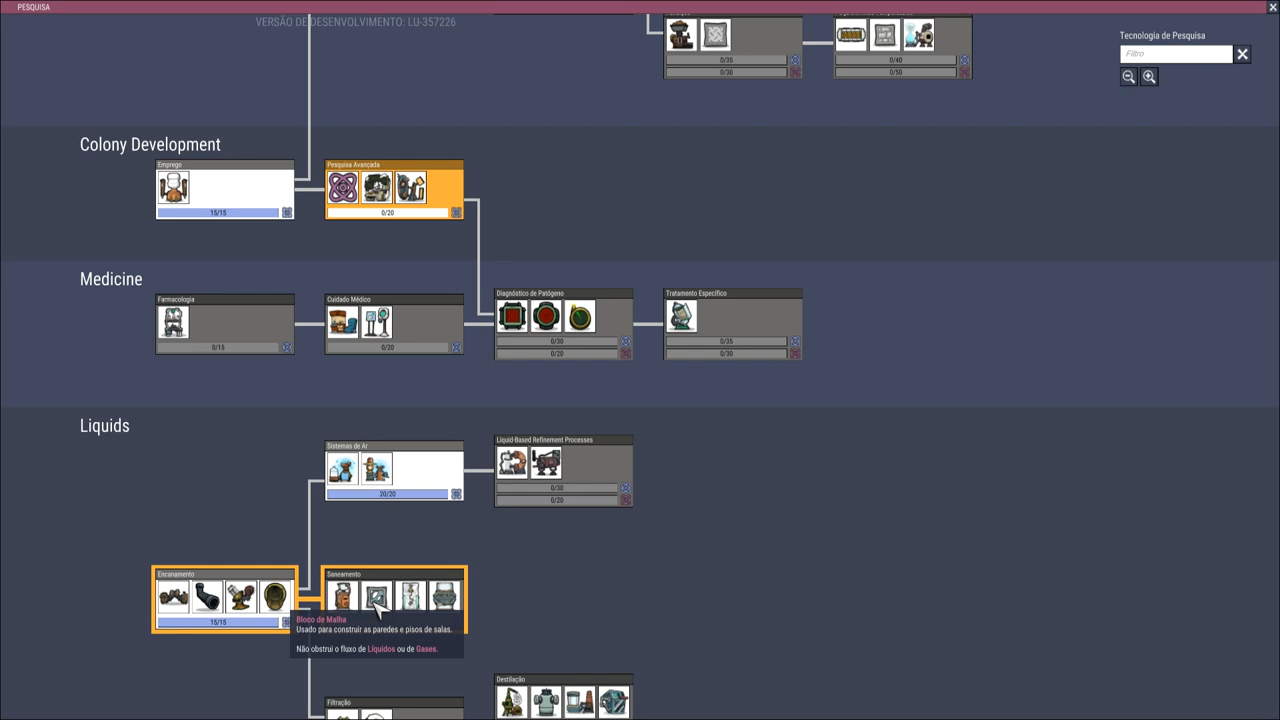 PESQUISA
VERSÃO DE DESENVOLVIMENTO: LU-357226
Tecnologia de Pesquisa
Filtro
0/35
0/40
0/30
0/50
Colony Development
Emprego
Pesquisa Avançada
15/15
0/20
Medicine
Farmacologia
Cuidado Médico
Diagnóstico de Patógeno
Tratamento Específico
0/15
0/20
0/30
0/20
0/35
0/30
Liquids
Sistemas de Ar
Liquid-Based Refinement Processes
20/20
0/30
0/20
Encanamento
Saneamento
15/15
Bloco de Malha
Usado para construir as paredes e pisos de salas.
Não obstrui o fluxo de Líquidos ou de Gases.
Destilação
Filtração